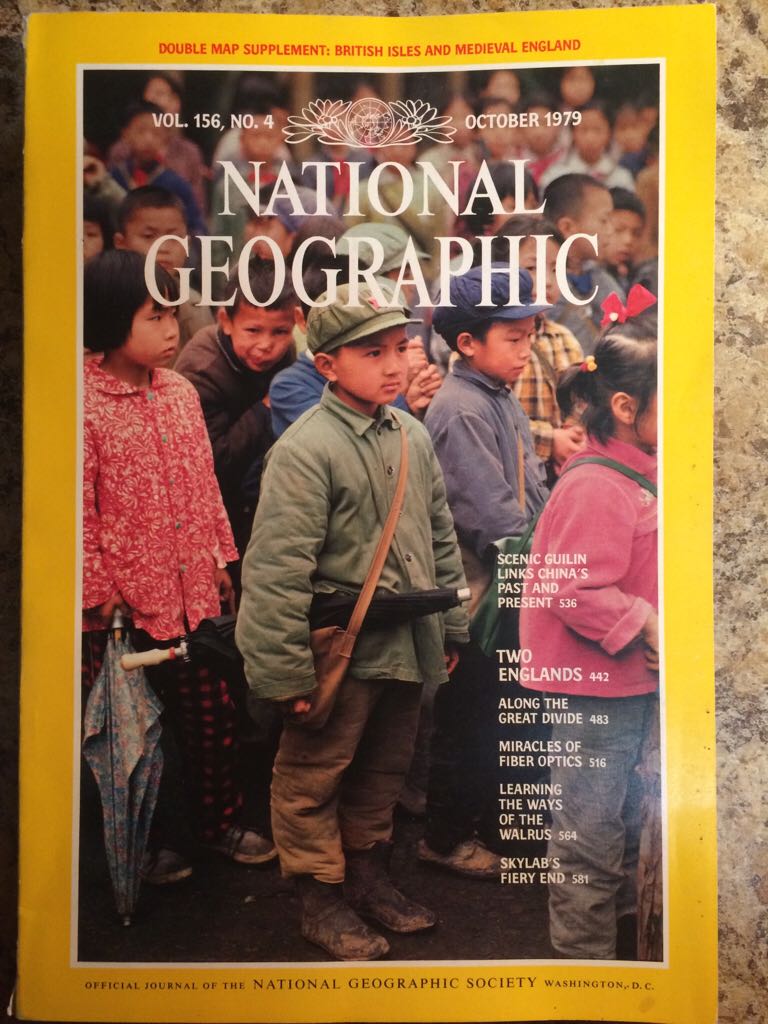 DOUBLE MAP SUPPLEMENT: BRITISH ISLES AND MEDIEVAL ENGLAND
VOL. 156, NO. 4
OCTOBER 1979
NATIONAL
GEOGRAPHIC
SCENIC GUILIN
LINKS CHINA'S
PAST AND
PRESENT 536
TWO
ENGLANDS 442
ALONG THE
GREAT DIVIDE 483
MIRACLES OF
FIBER OPTICS 516
LEARNING
THE WAYS
OF THE
WALRUS 564
SKYLAB'S
FIERY END 581
OFFICIAL JOURNAL OF THE NATIONAL GEOGRAPHIC SOCIETY WASHINGTON, D. C.